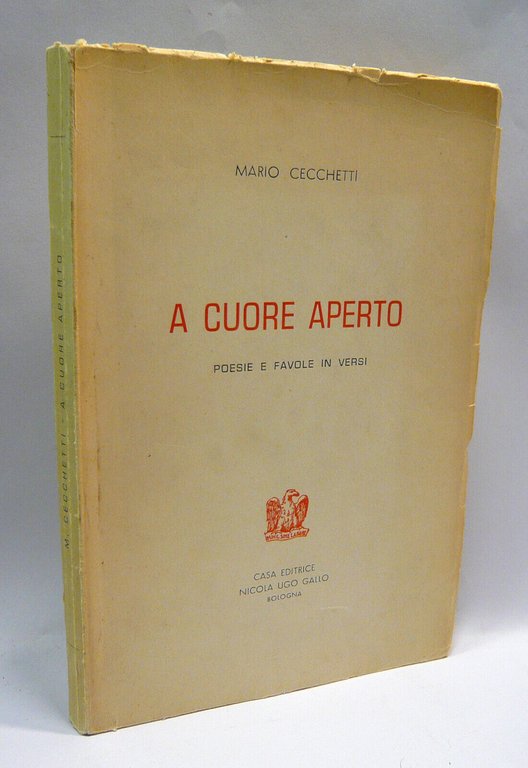 MARIO CECCHETTI
A CUORE APERTO
POESIE E FAVOLE IN VERSI
CASA EDITRICE
NICOLA UGO GALLO
BOLOGNA
M. CECCHETTI - A CUORE APERTO